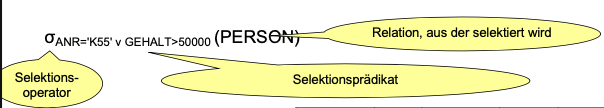 σANR='K55' v GEHALT>50000 (PERSON)
Relation, aus der selektiert wird
Selektions-
operator
Selektionsprädikat